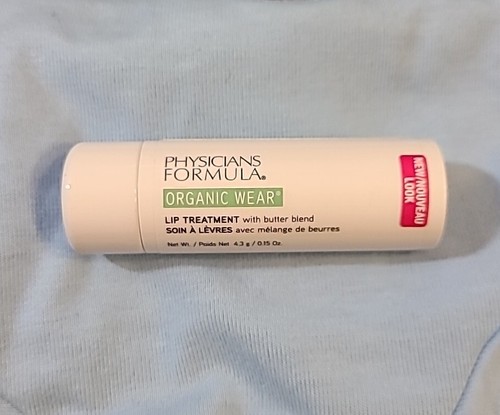 PHYSICIANS
FORMULA®
ORGANIC WEAR®
LIP TREATMENT with butter blend
SOIN À LÈVRES avec mélange de beurres
Net Wt. / Poids Net 4.3 g / 0.15 Oz.
NEW/NOUVEAU
LOOK